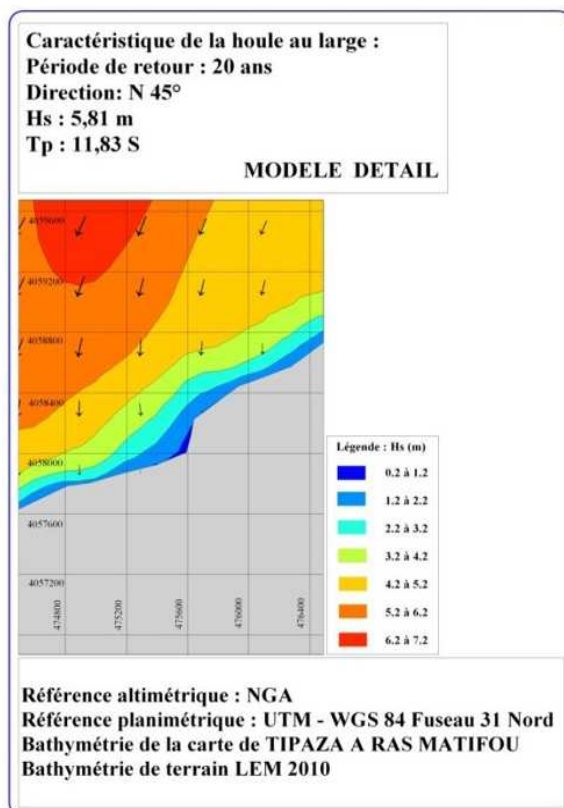 Caractéristique de la houle au large :
Période de retour : 20 ans
Direction: N 45°
Hs : 5,81 m
Tp : 11,83 S
MODELE DETAIL
4059600
4059200
4058800
4058400
4058000
4057600
4057200
474800
475200
475600
476000
476400
Légende : Hs (m)
0.2 à 1.2
1.2 à 2.2
2.2 à 3.2
3.2 à 4.2
4.2 à 5.2
5.2 à 6.2
6.2 à 7.2
Référence altimétrique : NGA
Référence planimétrique : UTM - WGS 84 Fuseau 31 Nord
Bathymétrie de la carte de TIPAZA A RAS MATIFOU
Bathymétrie de terrain LEM 2010